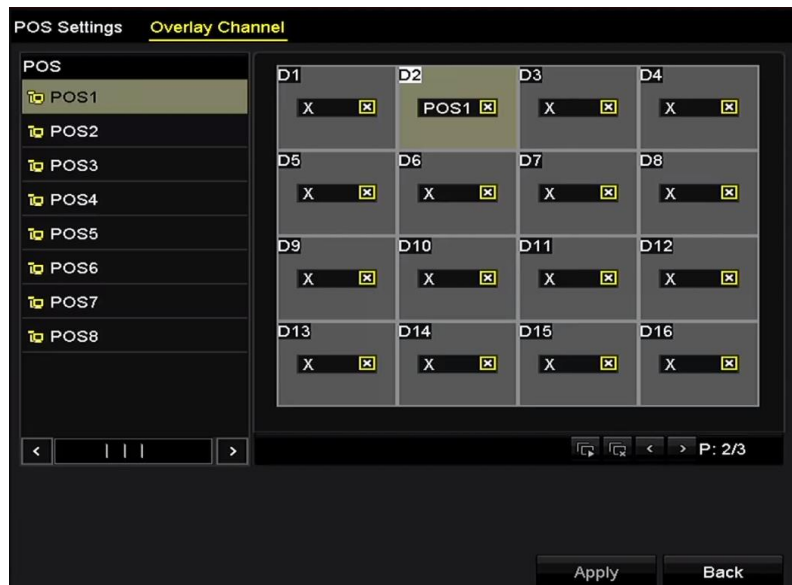 POS Settings Overlay Channel
POS
POS1
POS2
POS3
POS4
POS5
POS6
POS7
POS8
D1 D2 D3 D4
X POS1 X X
D5 D6 D7 D8
X X X X
D9 D10 D11 D12
X X X X
D13 D14 D15 D16
X X X X
P: 2/3
Apply Back